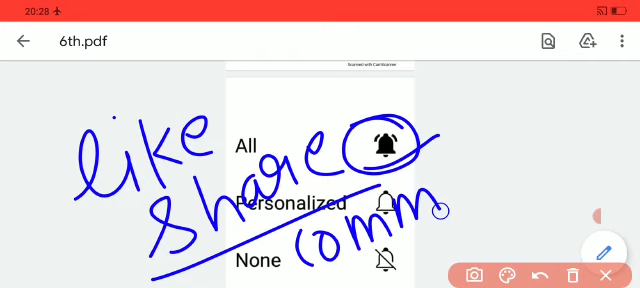 20:28
6th.pdf
Scanned with CamScanner
like
All
share
Personalized
comm
None